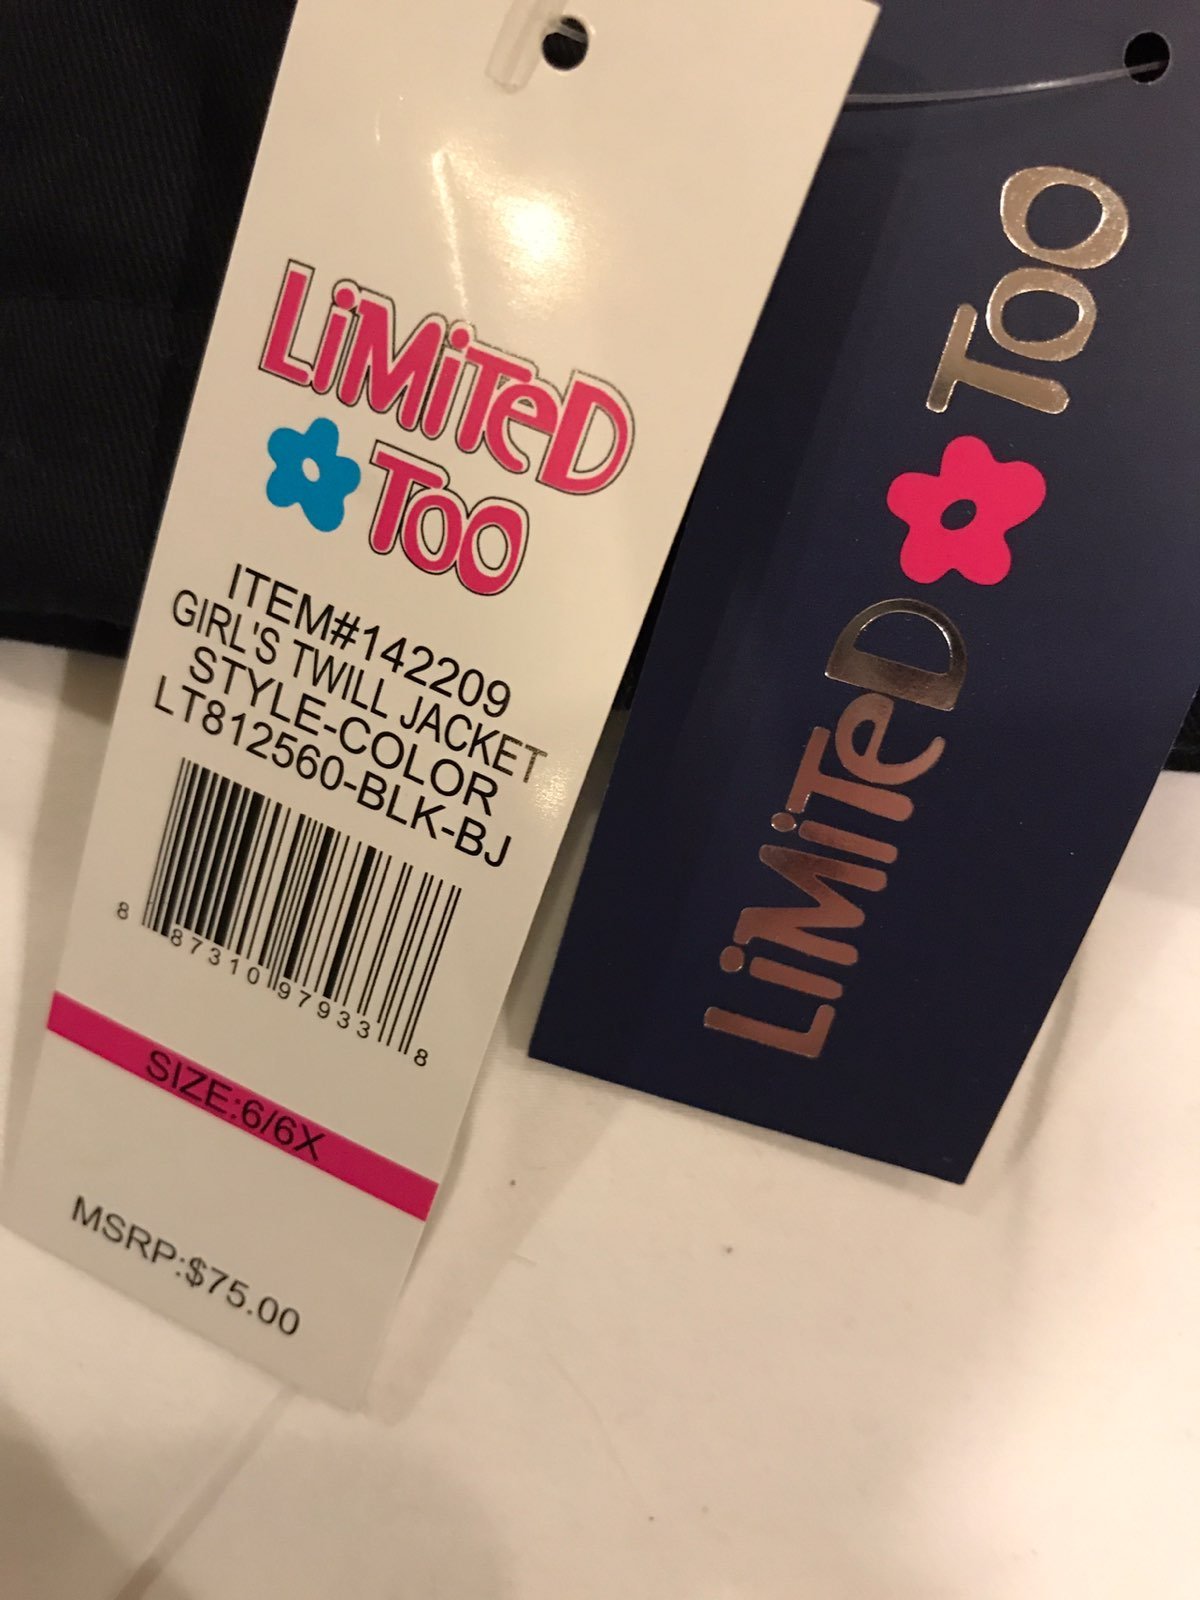 LiMiTeD
Too
ITEM#142209
GIRL'S TWILL JACKET
STYLE-COLOR
LT812560-BLK-BJ
8 87310 97933 8
SIZE:6/6X
MSRP:$75.00
LiMiTeD Too